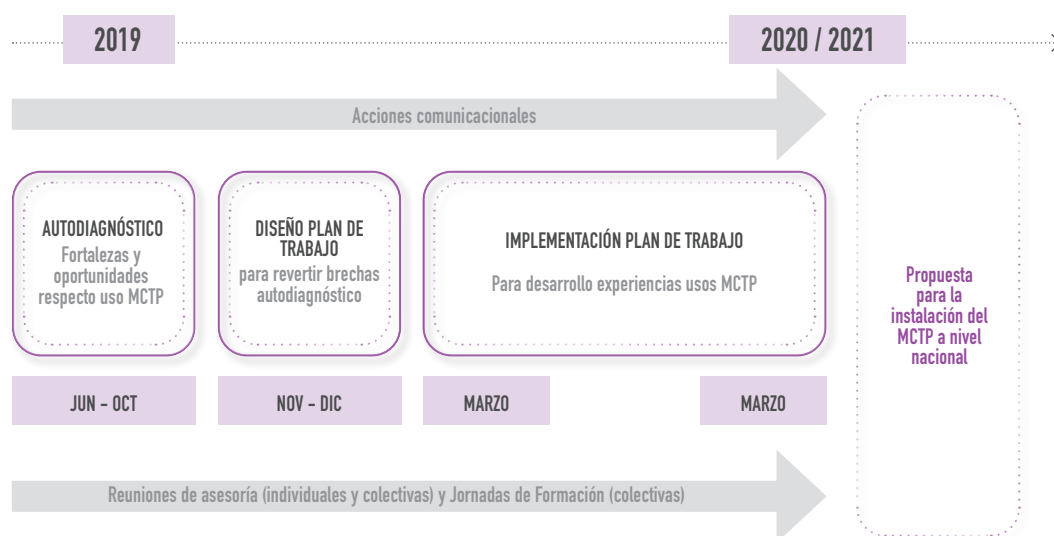 2019
2020 / 2021
Acciones comunicacionales
AUTODIAGNÓSTICO
Fortalezas y
oportunidades
respecto uso MCTP
DISEÑO PLAN DE
TRABAJO
para revertir brechas
autodiagnóstico
IMPLEMENTACIÓN PLAN DE TRABAJO
Para desarrollo experiencias usos MCTP
Propuesta
para la
instalación del
MCTP a nivel
nacional
JUN - OCT
NOV - DIC
MARZO
MARZO
Reuniones de asesoría (individuales y colectivas) y Jornadas de Formación (colectivas)